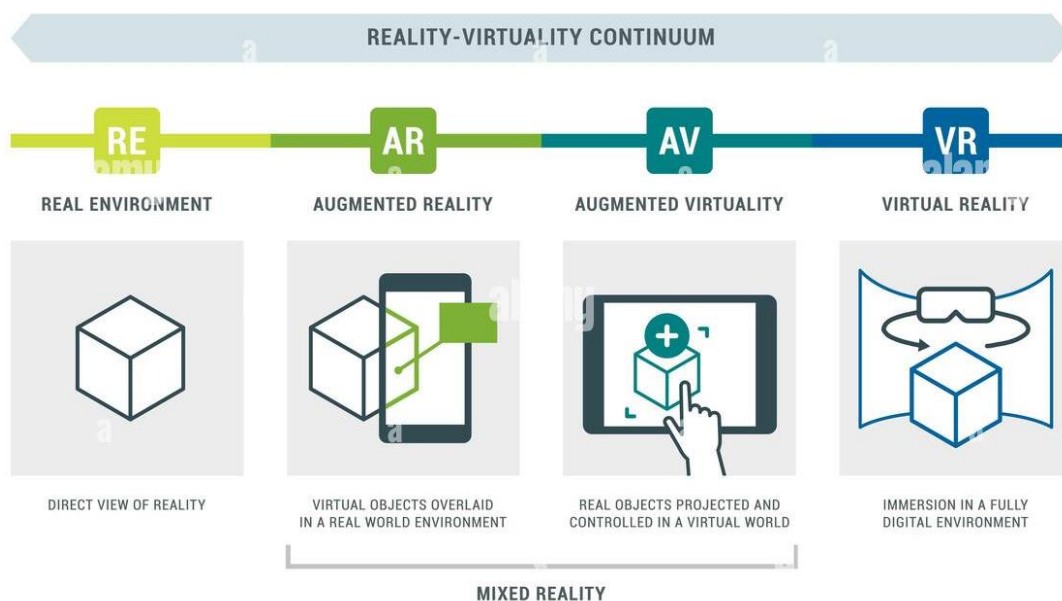 REALITY-VIRTUALITY CONTINUUM
RE
AR
AV
VR
REAL ENVIRONMENT
AUGMENTED REALITY
AUGMENTED VIRTUALITY
VIRTUAL REALITY
DIRECT VIEW OF REALITY
VIRTUAL OBJECTS OVERLAID
IN A REAL WORLD ENVIRONMENT
REAL OBJECTS PROJECTED AND
CONTROLLED IN A VIRTUAL WORLD
IMMERSION IN A FULLY
DIGITAL ENVIRONMENT
MIXED REALITY
alamy